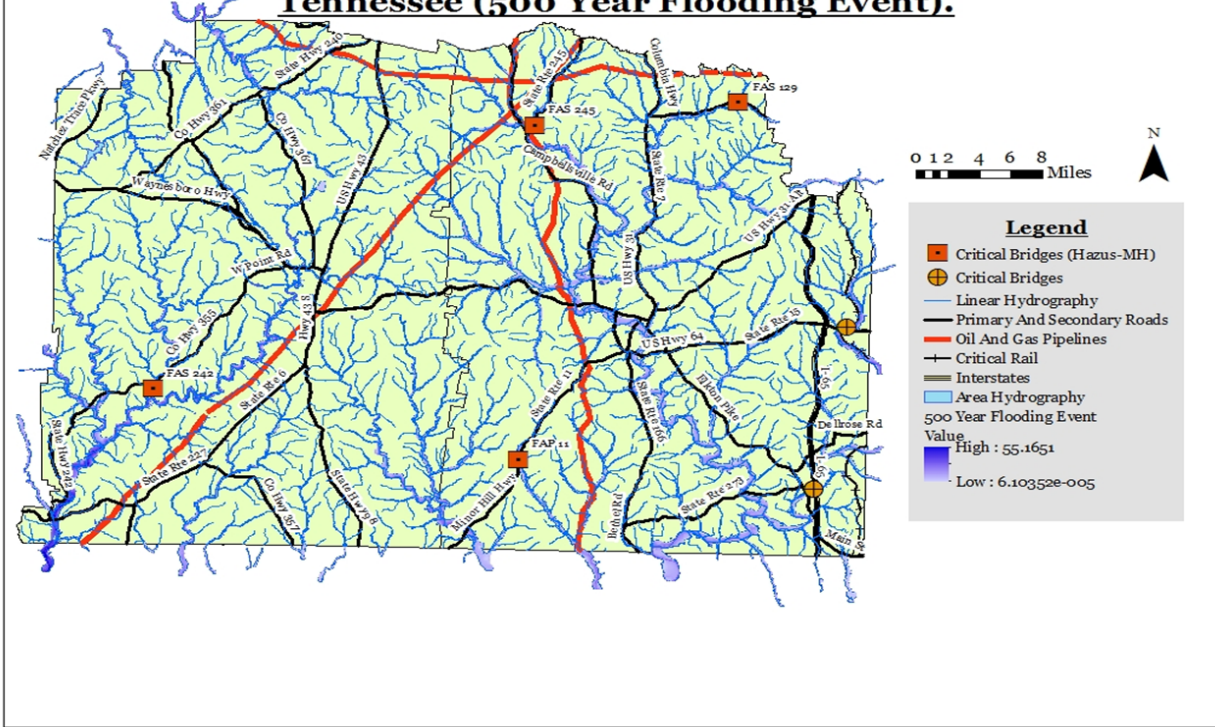 Tennessee (500 Year Flooding Event).
State Hwy 240
State Rte 245
Columbia Hwy
FAS 129
Natchez Trace Pkwy
Co Hwy 361
FAS 245
N
Co Hwy 367
0 1 2 4 6 8
Miles
US Hwy 43
Campbellsville Rd
State Rte 7
Waynesboro Hwy
US Hwy 31 Alt
Legend
Critical Bridges (Hazus-MH)
W Point Rd
US Hwy 31
Critical Bridges
Linear Hydrography
Hwy 43 S
Primary And Secondary Roads
Co Hwy 355
State Rte 15
US Hwy 64
Oil And Gas Pipelines
Critical Rail
FAS 242
State Rte 6
State Rte 11
Elkton Pike
I-65
Interstates
Area Hydrography
State Rte 166
500 Year Flooding Event
Dellrose Rd
Value
State Hwy 242
FAP 11
High : 55.1651
State Rte 227
I-65
Low : 6.10352e-005
Co Hwy 357
State Hwy 98
Minor Hill Hwy
Bethel Rd
State Rte 273
Main St